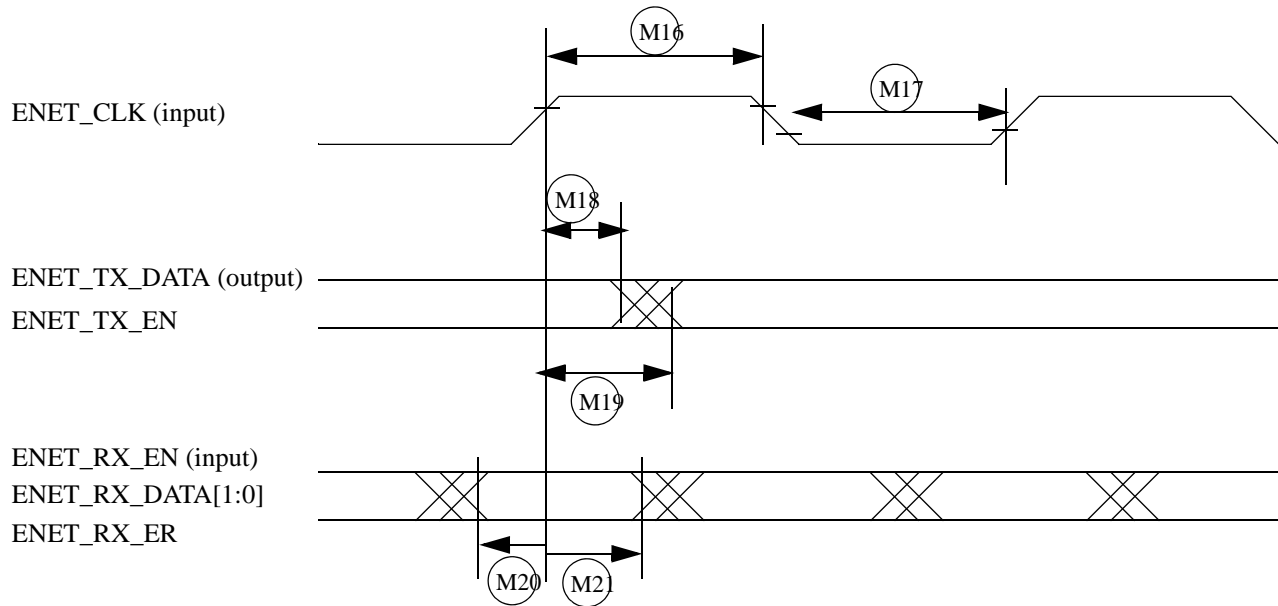 M16
M17
ENET_CLK (input)
M18
ENET_TX_DATA (output)
ENET_TX_EN
M19
ENET_RX_EN (input)
ENET_RX_DATA[1:0]
ENET_RX_ER
M20
M21